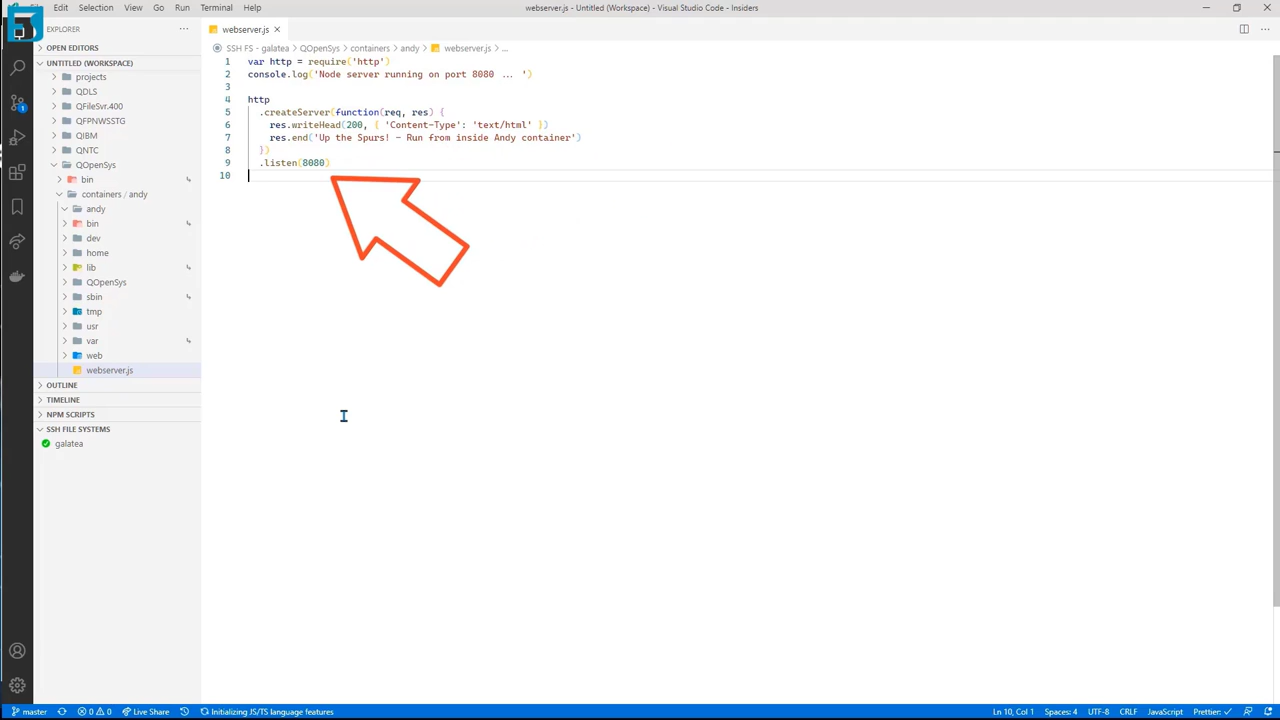 File Edit Selection View Go Run Terminal Help
webserver.js - Untitled (Workspace) - Visual Studio Code - Insiders
EXPLORER
OPEN EDITORS
UNTITLED (WORKSPACE)
projects
QDLS
QFileSvr.400
QFPNWSSTG
QIBM
QNTC
QOpenSys
bin
containers / andy
andy
bin
dev
home
lib
QOpenSys
sbin
tmp
usr
var
web
webserver.js
OUTLINE
TIMELINE
NPM SCRIPTS
SSH FILE SYSTEMS
galatea
webserver.js
SSH FS - galatea > QOpenSys > containers > andy > webserver.js > ...
1 var http = require('http')
2 console.log('Node server running on port 8080 ... ')
3
4 http
5 .createServer(function(req, res) {
6 res.writeHead(200, { 'Content-Type': 'text/html' })
7 res.end('Up the Spurs! - Run from inside Andy container')
8 })
9 .listen(8080)
10
1
master 0 0 Live Share Initializing JS/TS language features
Ln 10, Col 1 Spaces: 4 UTF-8 CRLF JavaScript Prettier: ✓